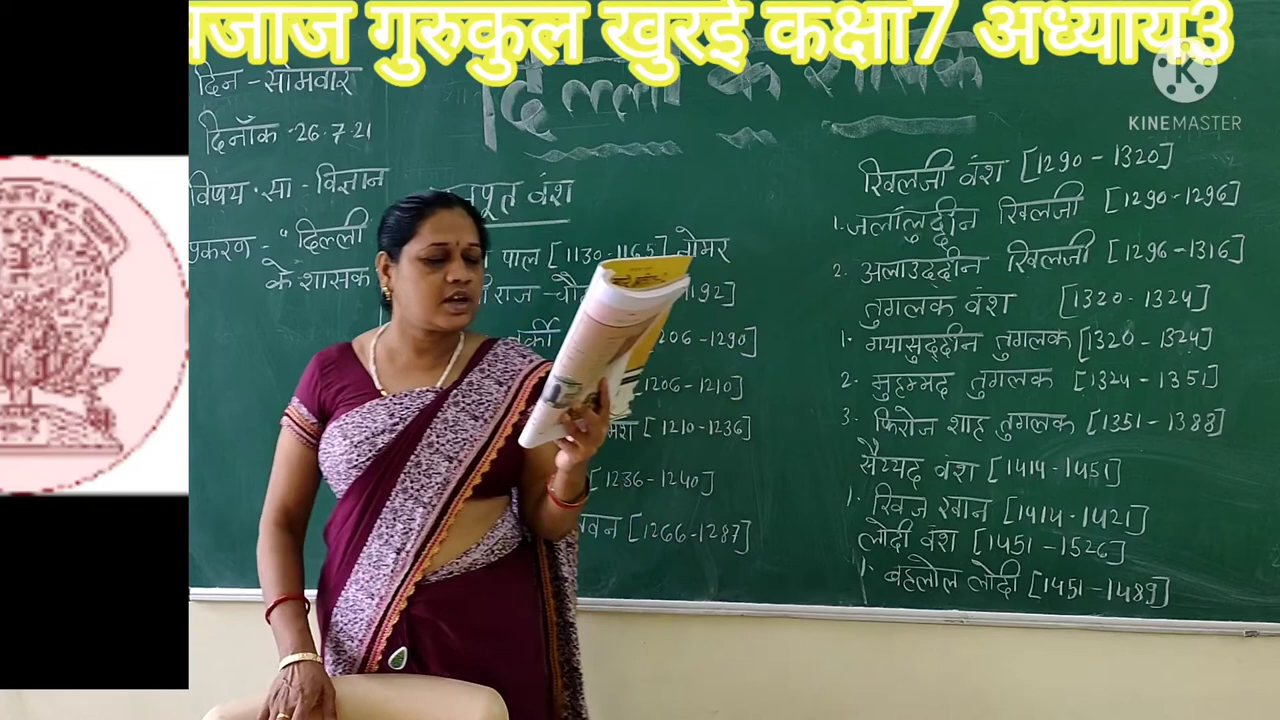 गुरुकुल खुरई कक्षा7 अध्याय3
KINEMASTER
दिल्ली के शासक
दिन - सोमवार
दिनाँक -26.7.21
विषय - सा - विज्ञान
प्रकरण - "दिल्ली
के शासक
वंश
पाल [1130-1165] तोमर
1192]
तुर्की 1206-1290]
1206-1210]
[1210-1236]
[1236-1240]
[1266-1287]
खिलजी वंश [1290 - 1320]
1. जलालुद्दीन खिलजी [1290-1296]
2. अलाउद्दीन खिलजी [1296-1316]
तुगलक वंश [1320-1324]
1. गयासुद्दीन तुगलक [1320-1324]
2. मुहम्मद तुगलक [1324-1351]
3. फिरोज शाह तुगलक [1351-1388]
सैय्यद वंश [1414-1451]
1. खिज्र खान [1414-1421]
लोदी वंश [1451-1526]
1. बहलोल लोदी [1451-1489]